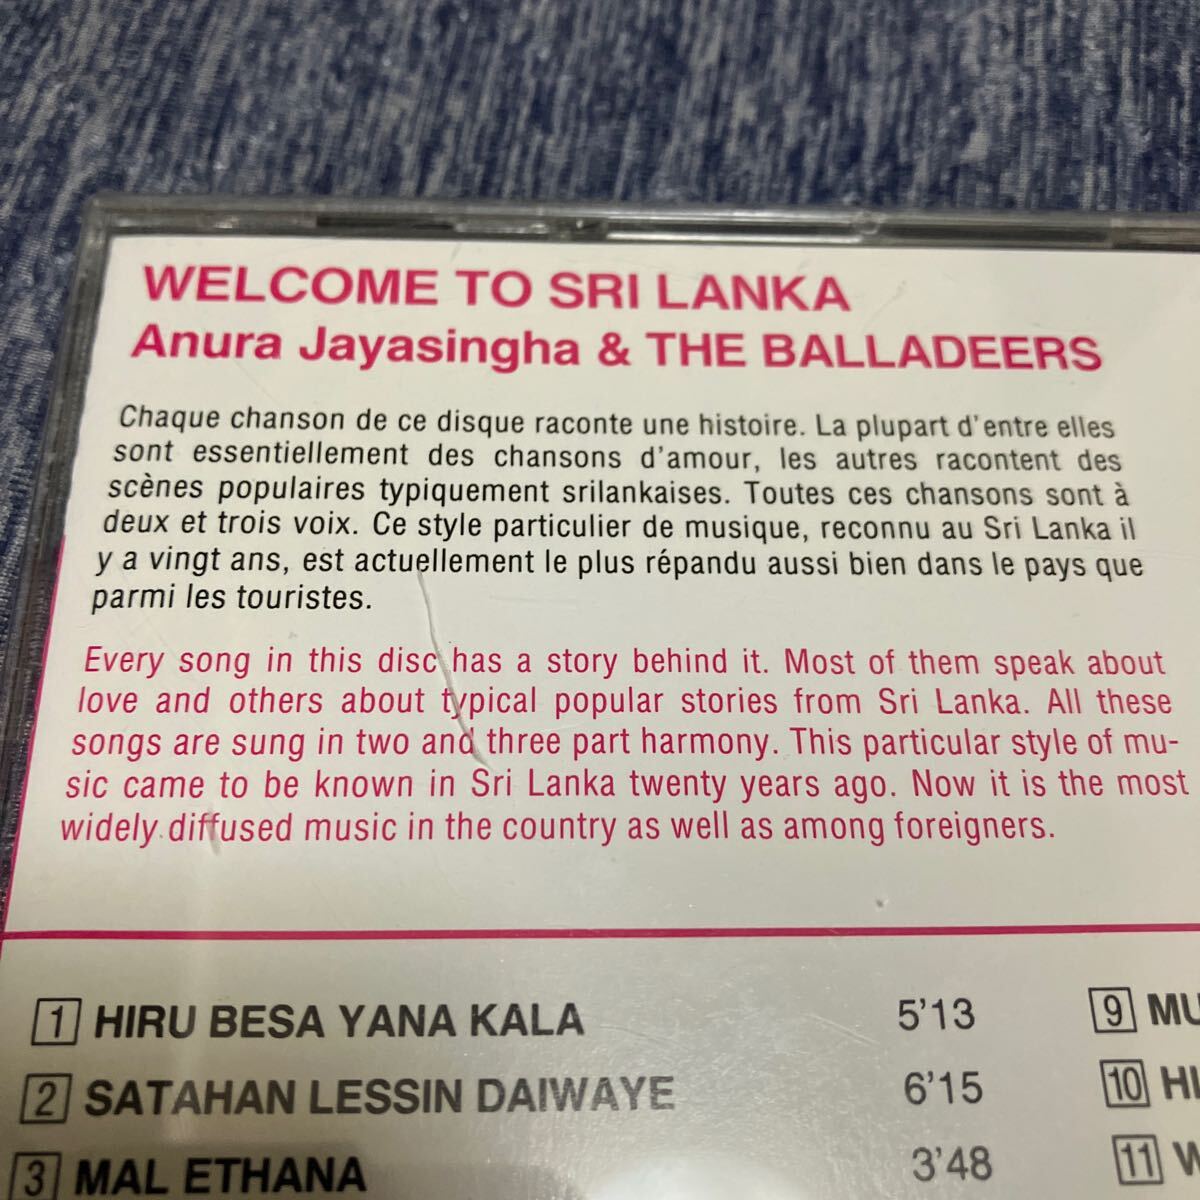 WELCOME TO SRI LANKA
Anura Jayasingha & THE BALLADEERS
Chaque chanson de ce disque raconte une histoire. La plupart d'entre elles
sont essentiellement des chansons d'amour, les autres racontent des
scènes populaires typiquement srilankaises. Toutes ces chansons sont à
deux et trois voix. Ce style particulier de musique, reconnu au Sri Lanka il
y a vingt ans, est actuellement le plus répandu aussi bien dans le pays que
parmi les touristes.
Every song in this disc has a story behind it. Most of them speak about
love and others about typical popular stories from Sri Lanka. All these
songs are sung in two and three part harmony. This particular style of mu-
sic came to be known in Sri Lanka twenty years ago. Now it is the most
widely diffused music in the country as well as among foreigners.
1 HIRU BESA YANA KALA 5'13
2 SATAHAN LESSIN DAIWAYE 6'15
3 MAL ETHANA 3'48
9 MU
10 HI
11 W